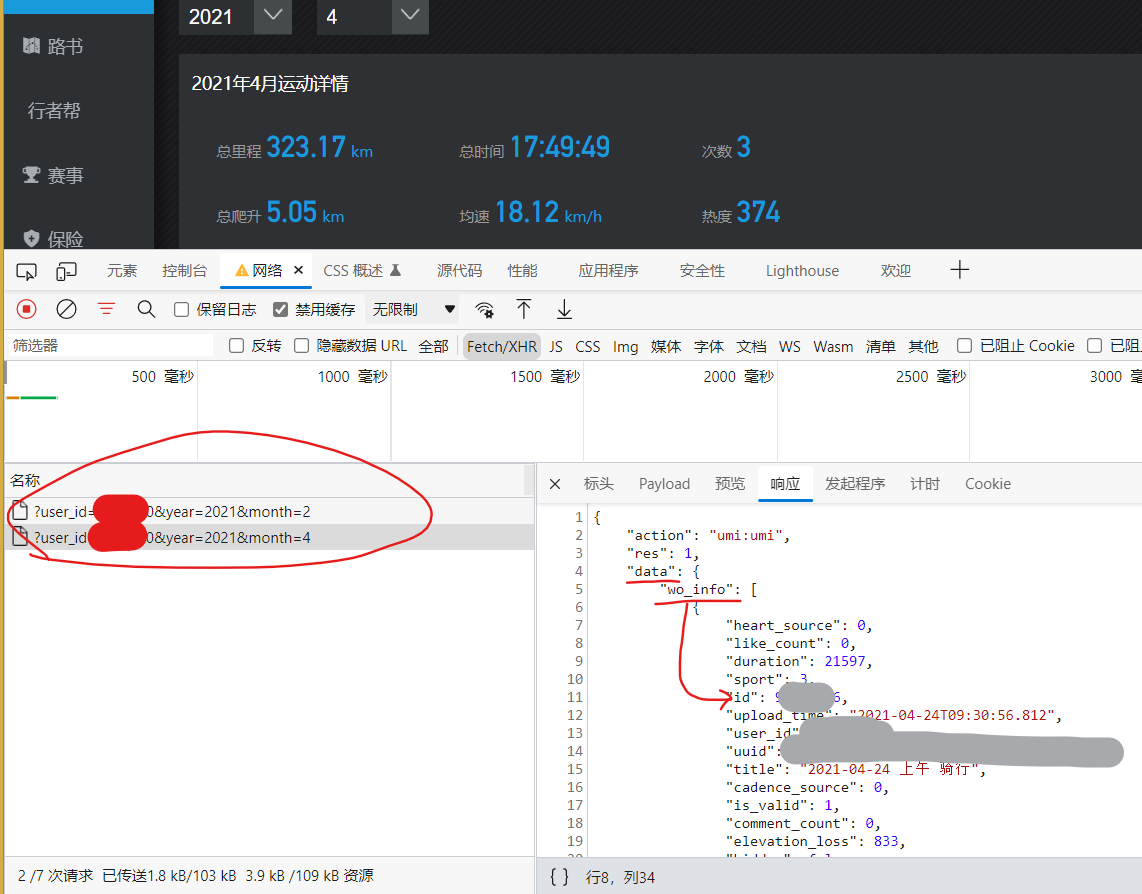 2021 4
路书
行者帮
赛事
保险
2021年4月运动详情
总里程 323.17 km 总时间 17:49:49 次数 3
总爬升 5.05 km 均速 18.12 km/h 热度 374
元素 控制台 网络 × CSS 概述 源代码 性能 应用程序 安全性 Lighthouse 欢迎 +
保留日志 禁用缓存 无限制
筛选器 反转 隐藏数据 URL 全部 Fetch/XHR JS CSS Img 媒体 字体 文档 WS Wasm 清单 其他 已阻止 Cookie 已阻
500 毫秒 1000 毫秒 1500 毫秒 2000 毫秒 2500 毫秒 3000 毫
名称
?user_id= 0&year=2021&month=2
?user_id 0&year=2021&month=4
× 标头 Payload 预览 响应 发起程序 计时 Cookie
1 {
2 "action": "umi:umi",
3 "res": 1,
4 "data": {
5 "wo_info": [
6 {
7 "heart_source": 0,
8 "like_count": 0,
9 "duration": 21597,
10 "sport": 3,
11 "id": 9 6,
12 "upload_time": "2021-04-24T09:30:56.812",
13 "user_id"
14 "uuid":
15 "title": "2021-04-24 上午 骑行",
16 "cadence_source": 0,
17 "is_valid": 1,
18 "comment_count": 0,
19 "elevation_loss": 833,
2 /7 次请求 已传送1.8 kB/103 kB 3.9 kB /109 kB 资源
{ } 行8，列34